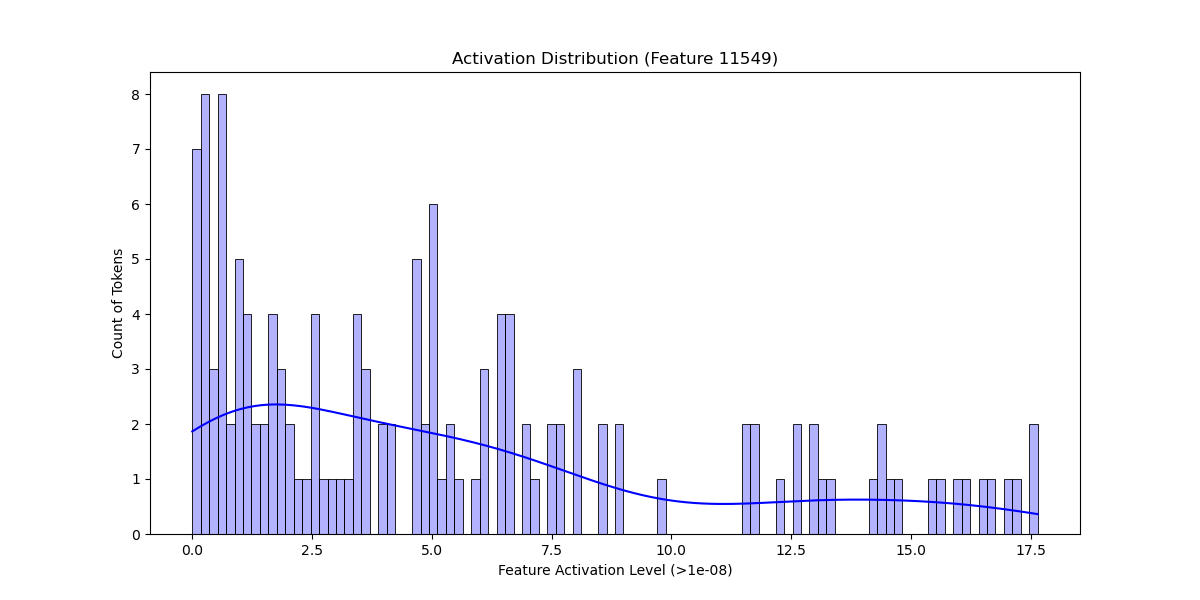 Activation Distribution (Feature 11549)
8
7
6
5
4
3
2
1
0
Count of Tokens
0.0 2.5 5.0 7.5 10.0 12.5 15.0 17.5
Feature Activation Level (>1e-08)